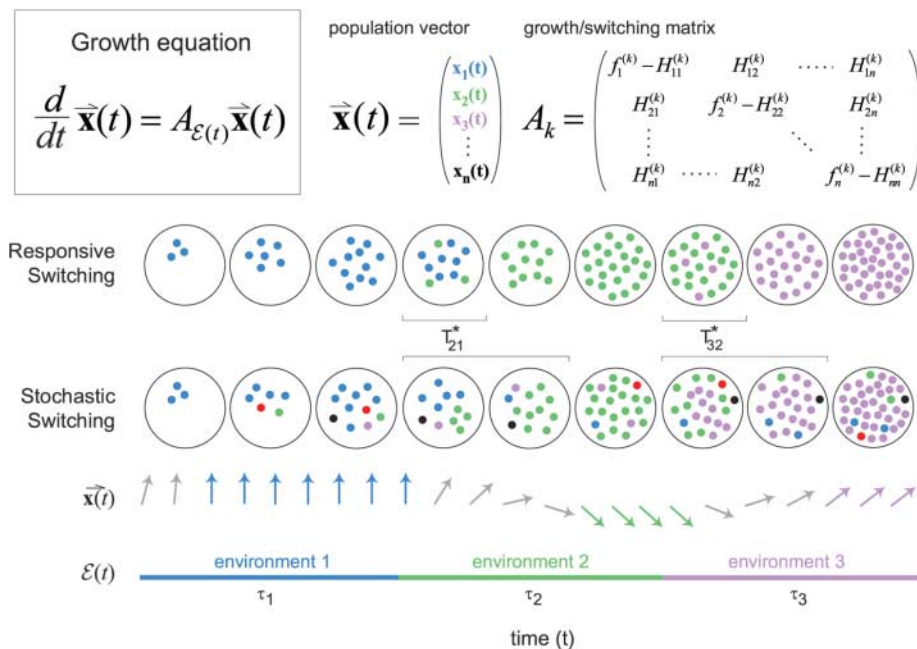 Growth equation
d/dt x(t) = A_ℰ(t) x(t)
population vector
x(t) = (x₁(t) x₂(t) x₃(t) ⋮ xₙ(t))
growth/switching matrix
A_k =
f₁^(k) – H₁₁^(k) H₁₂^(k) ⋯⋯ H₁ₙ^(k)
H₂₁^(k) f₂^(k) – H₂₂^(k) H₂ₙ^(k)
⋮ ⋱ ⋮
Hₙ₁^(k) ⋯⋯ Hₙ₂^(k) fₙ^(k) – Hₙₙ^(k)
Responsive
Switching
T*₂₁ T*₃₂
Stochastic
Switching
x(t)
environment 1 environment 2 environment 3
ℰ(t)
τ₁ τ₂ τ₃
time (t)